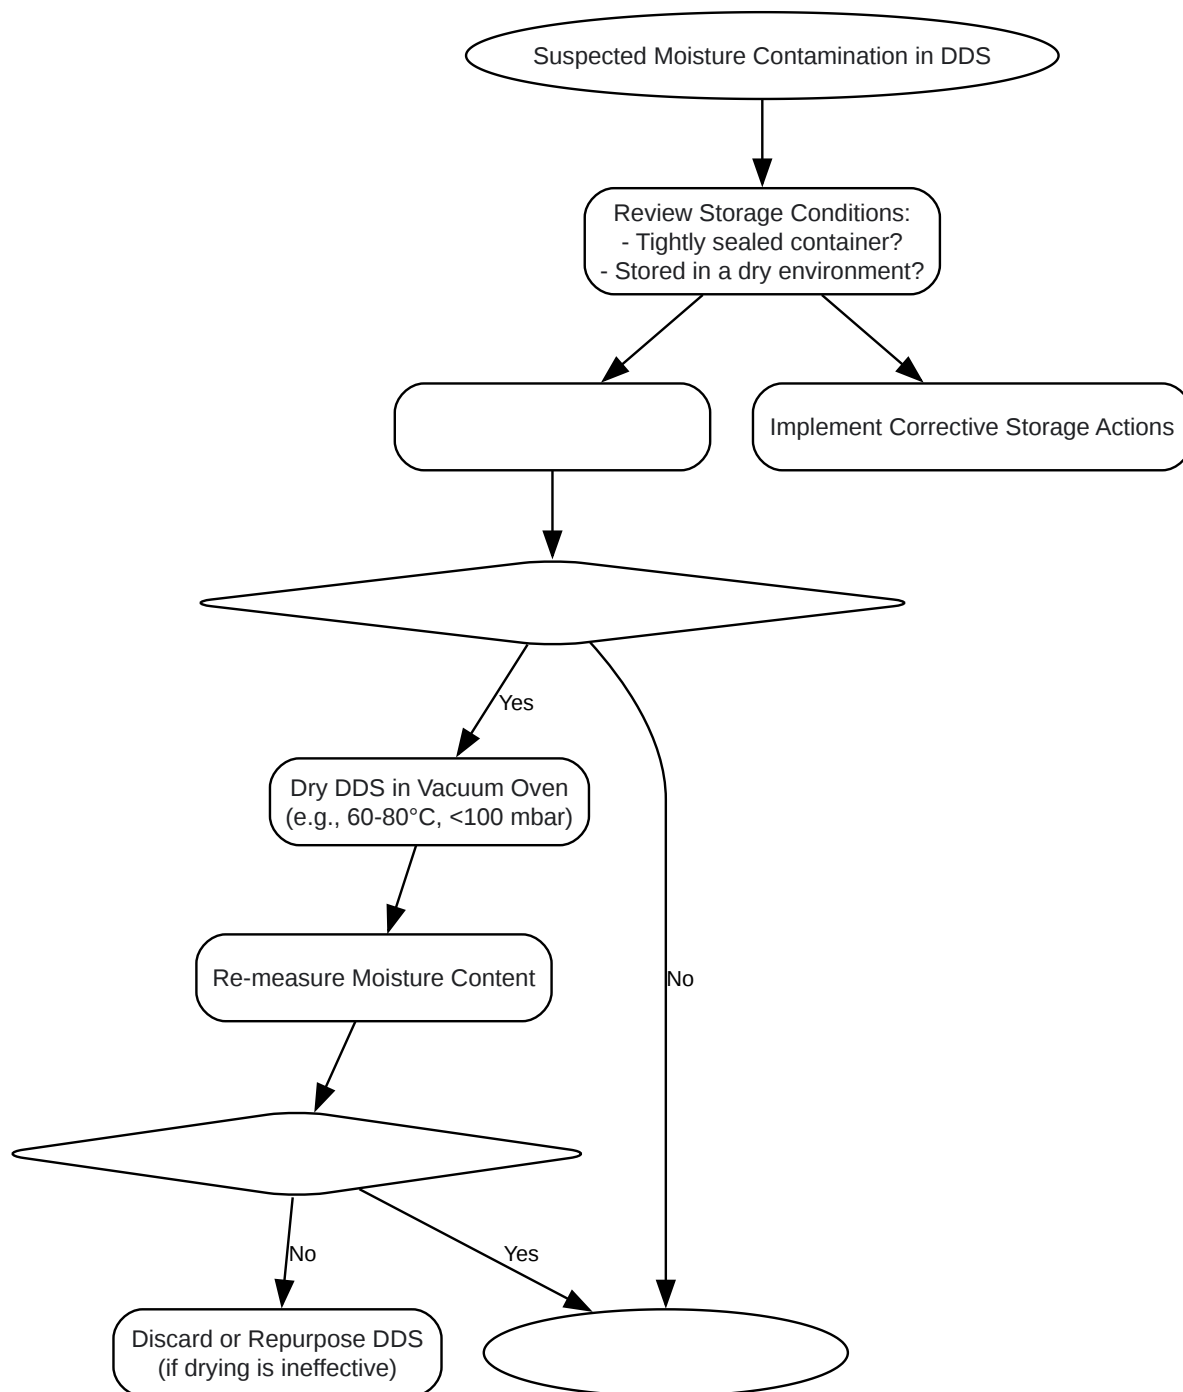 Suspected Moisture Contamination in DDS
Review Storage Conditions:
- Tightly sealed container?
- Stored in a dry environment?
Implement Corrective Storage Actions
Yes
Dry DDS in Vacuum Oven
(e.g., 60-80°C, <100 mbar)
Re-measure Moisture Content
No
No
Yes
Discard or Repurpose DDS
(if drying is ineffective)